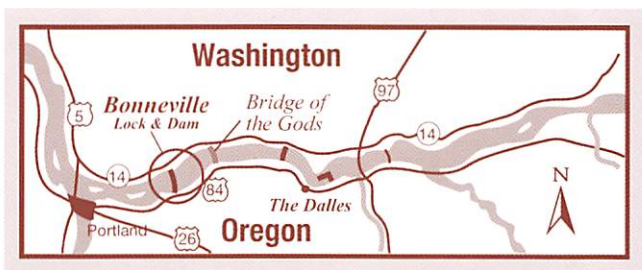 Washington
97
5
Bonneville
Lock & Dam
Bridge of
the Gods
14
14
84
The Dalles
N
Portland
26
Oregon